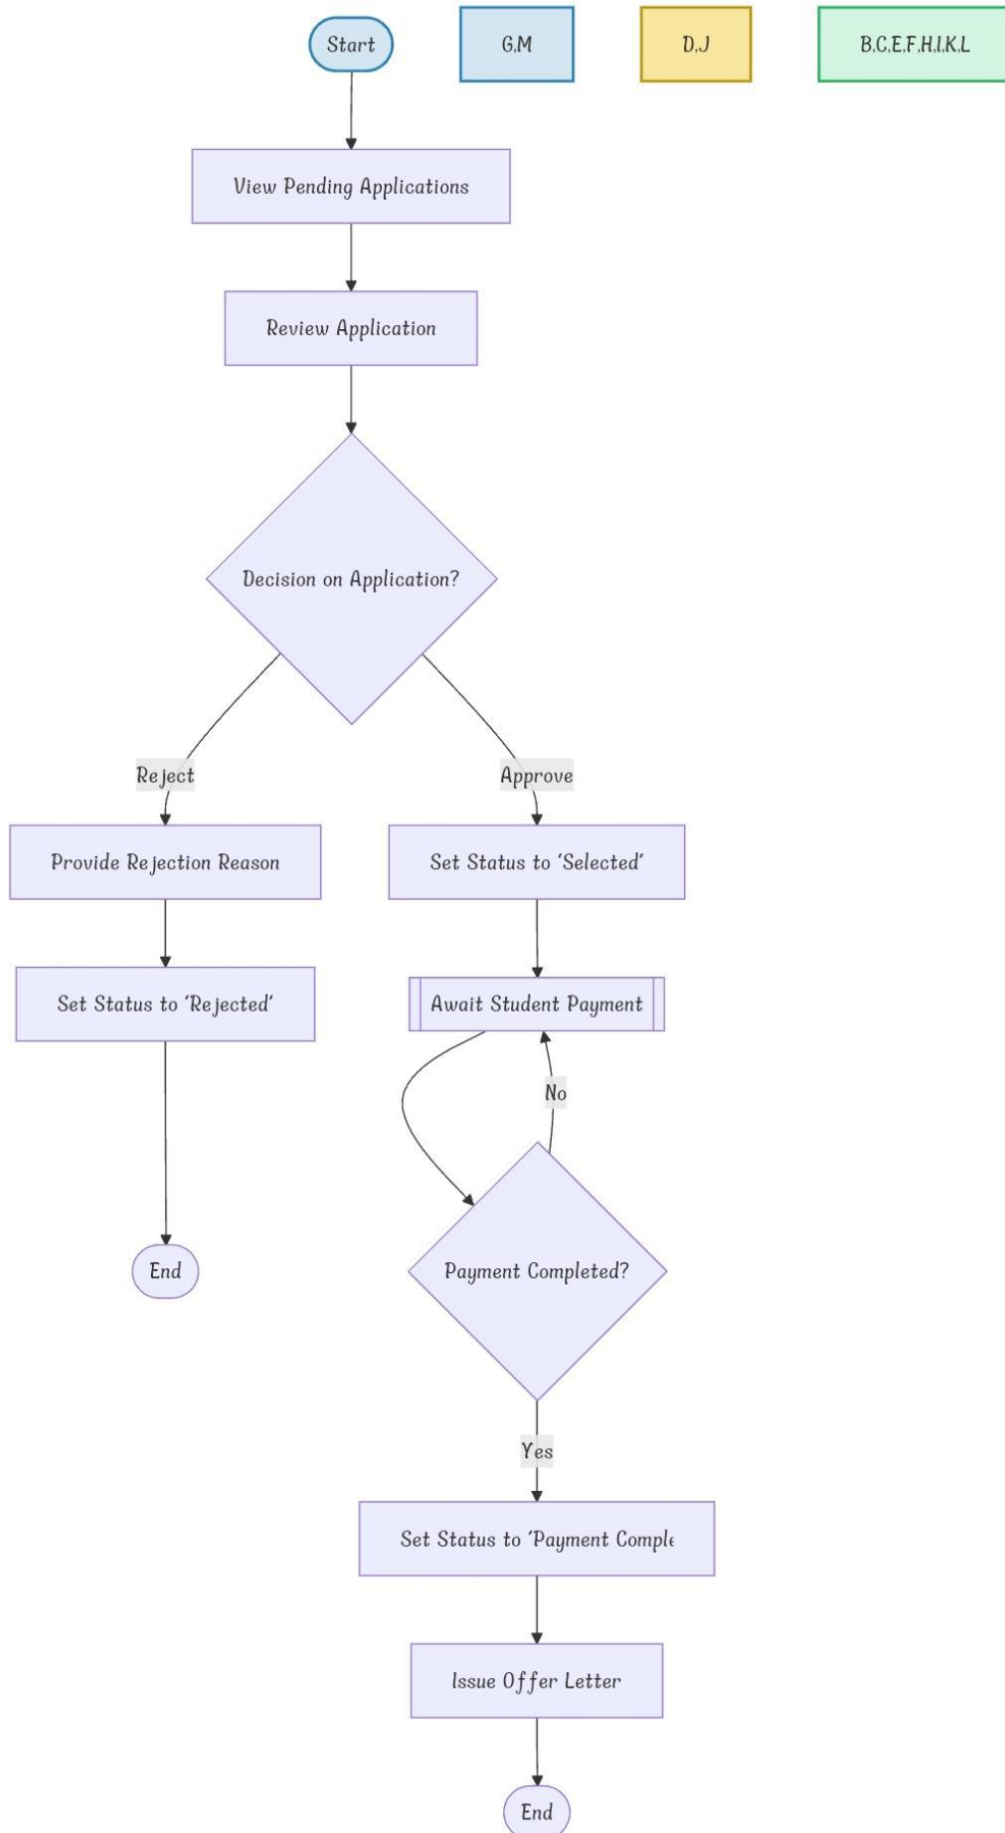 Start
G,M
D,J
B,C,E,F,H,I,K,L
View Pending Applications
Review Application
Decision on Application?
Reject
Approve
Provide Rejection Reason
Set Status to 'Selected'
Set Status to 'Rejected'
Await Student Payment
No
End
Payment Completed?
Yes
Set Status to 'Payment Comple
Issue Offer Letter
End